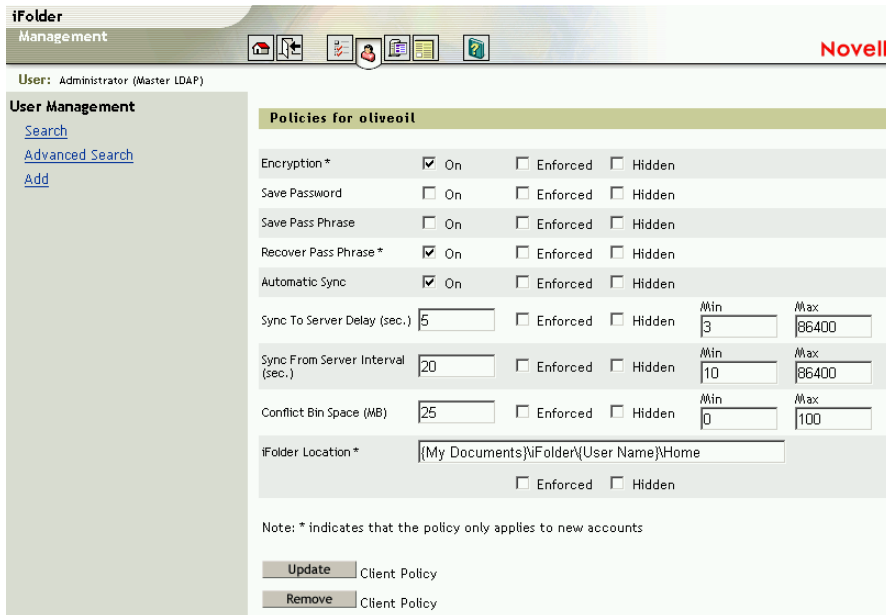 iFolder
Management
Novell
User: Administrator (Master LDAP)
User Management
Search
Advanced Search
Add
Policies for oliveoil
Encryption * On Enforced Hidden
Save Password On Enforced Hidden
Save Pass Phrase On Enforced Hidden
Recover Pass Phrase * On Enforced Hidden
Automatic Sync On Enforced Hidden
Min Max
Sync To Server Delay (sec.) 5 Enforced Hidden 3 86400
Min Max
Sync From Server Interval (sec.) 20 Enforced Hidden 10 86400
Min Max
Conflict Bin Space (MB) 25 Enforced Hidden 0 100
iFolder Location * {My Documents}\iFolder\{User Name}\Home
Enforced Hidden
Note: * indicates that the policy only applies to new accounts
Update Client Policy
Remove Client Policy